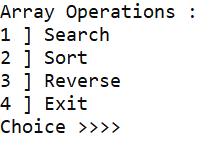 Array Operations :
1 ] Search
2 ] Sort
3 ] Reverse
4 ] Exit
Choice >>>>